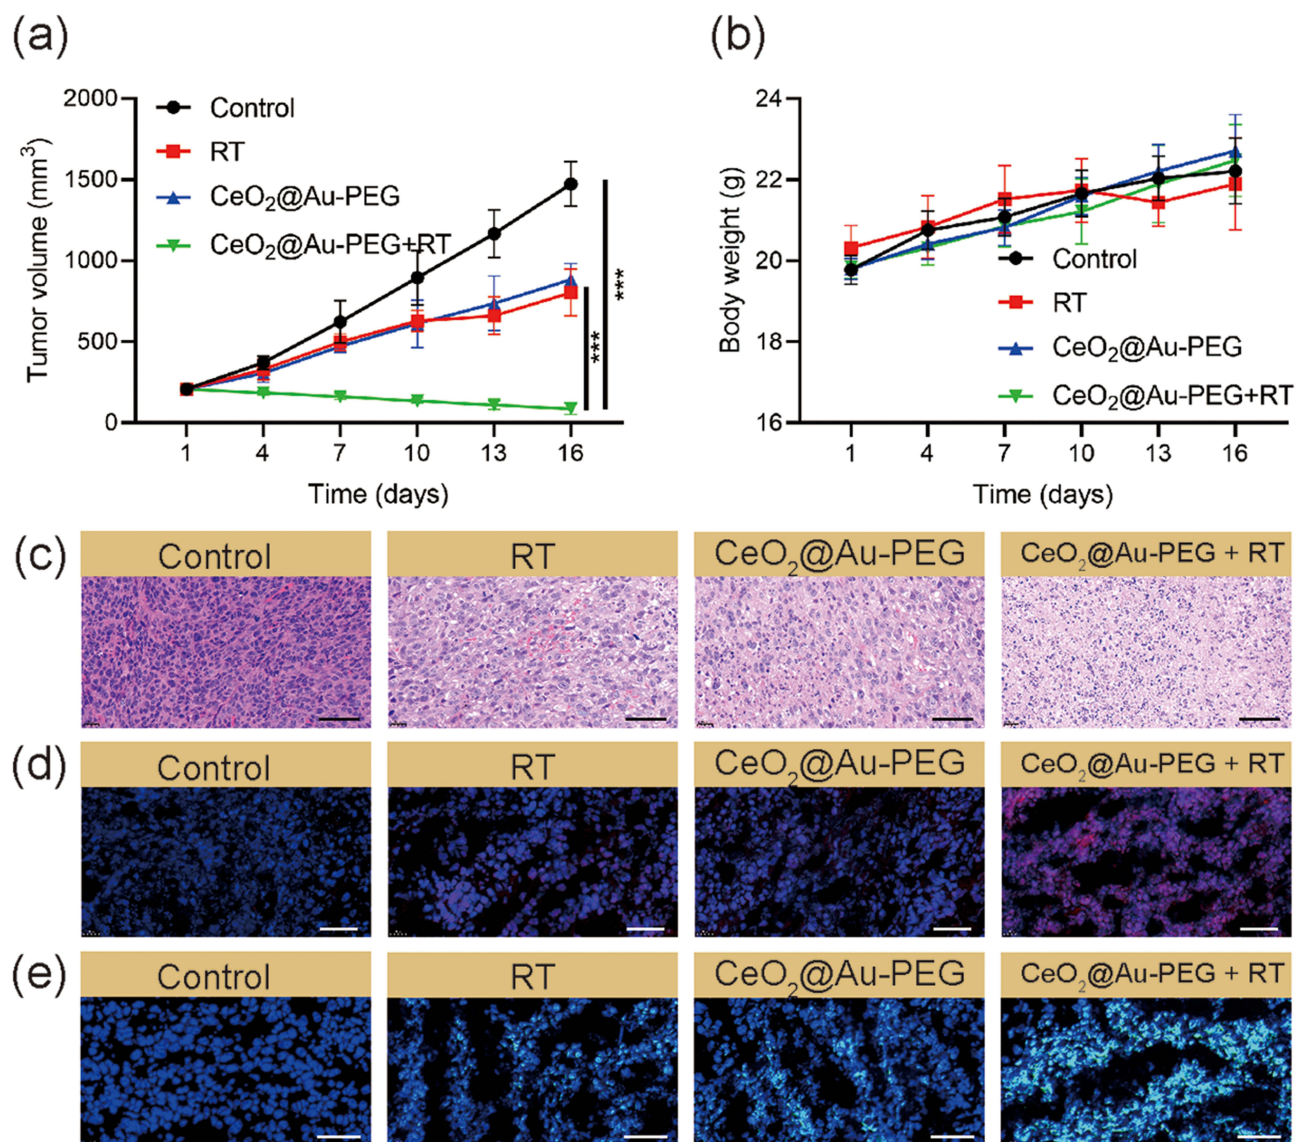 (a)
2000
1500
1000
500
0
Tumor volume (mm³)
Control
RT
CeO₂@Au-PEG
CeO₂@Au-PEG+RT
***
***
1 4 7 10 13 16
Time (days)
(b)
24
22
20
18
16
Body weight (g)
Control
RT
CeO₂@Au-PEG
CeO₂@Au-PEG+RT
1 4 7 10 13 16
Time (days)
(c)
Control RT CeO₂@Au-PEG CeO₂@Au-PEG + RT
(d)
Control RT CeO₂@Au-PEG CeO₂@Au-PEG + RT
(e)
Control RT CeO₂@Au-PEG CeO₂@Au-PEG + RT